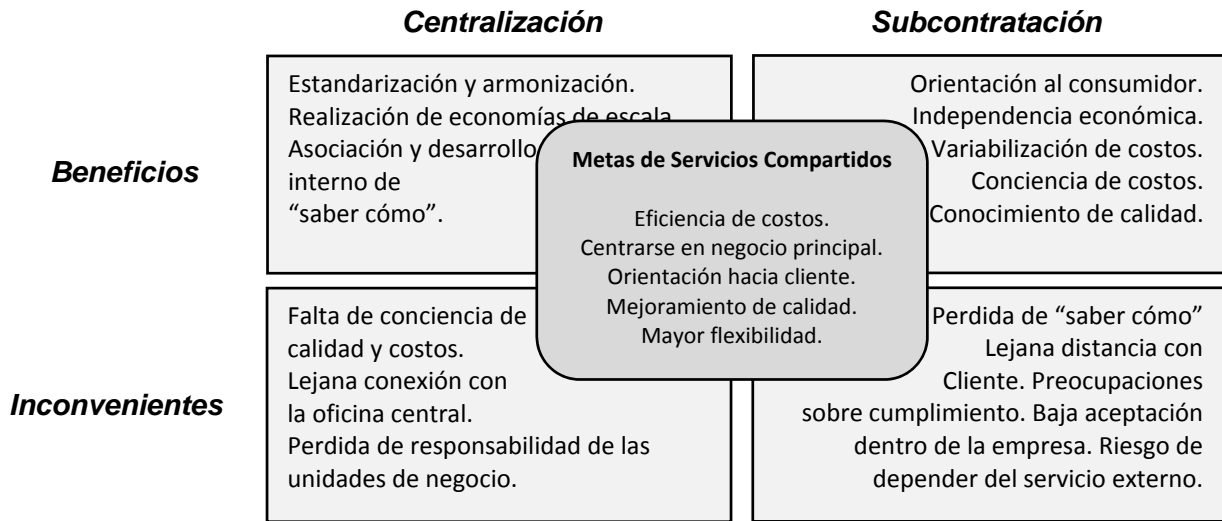 Centralización
Subcontratación
Beneficios
Estandarización y armonización.
Realización de economías de escala
Asociación y desarrollo
interno de
“saber cómo”.
Orientación al consumidor.
Independencia económica.
Variabilización de costos.
Conciencia de costos.
Conocimiento de calidad.
Metas de Servicios Compartidos
Eficiencia de costos.
Centrarse en negocio principal.
Orientación hacia cliente.
Mejoramiento de calidad.
Mayor flexibilidad.
Inconvenientes
Falta de conciencia de
calidad y costos.
Lejana conexión con
la oficina central.
Perdida de responsabilidad de las
unidades de negocio.
Perdida de “saber cómo”
Lejana distancia con
Cliente. Preocupaciones
sobre cumplimiento. Baja aceptación
dentro de la empresa. Riesgo de
depender del servicio externo.